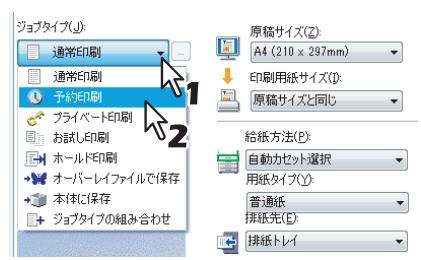 ジョブタイプ(J):
通常印刷
...
通常印刷
予約印刷
プライベート印刷
お試し印刷
ホールド印刷
オーバーレイファイルで保存
本体に保存
ジョブタイプの組み合わせ
1
2
原稿サイズ(Z):
A4 (210 x 297mm)
印刷用紙サイズ(I):
原稿サイズと同じ
給紙方法(P):
自動カセット選択
用紙タイプ(Y):
普通紙
排紙先(E):
排紙トレイ